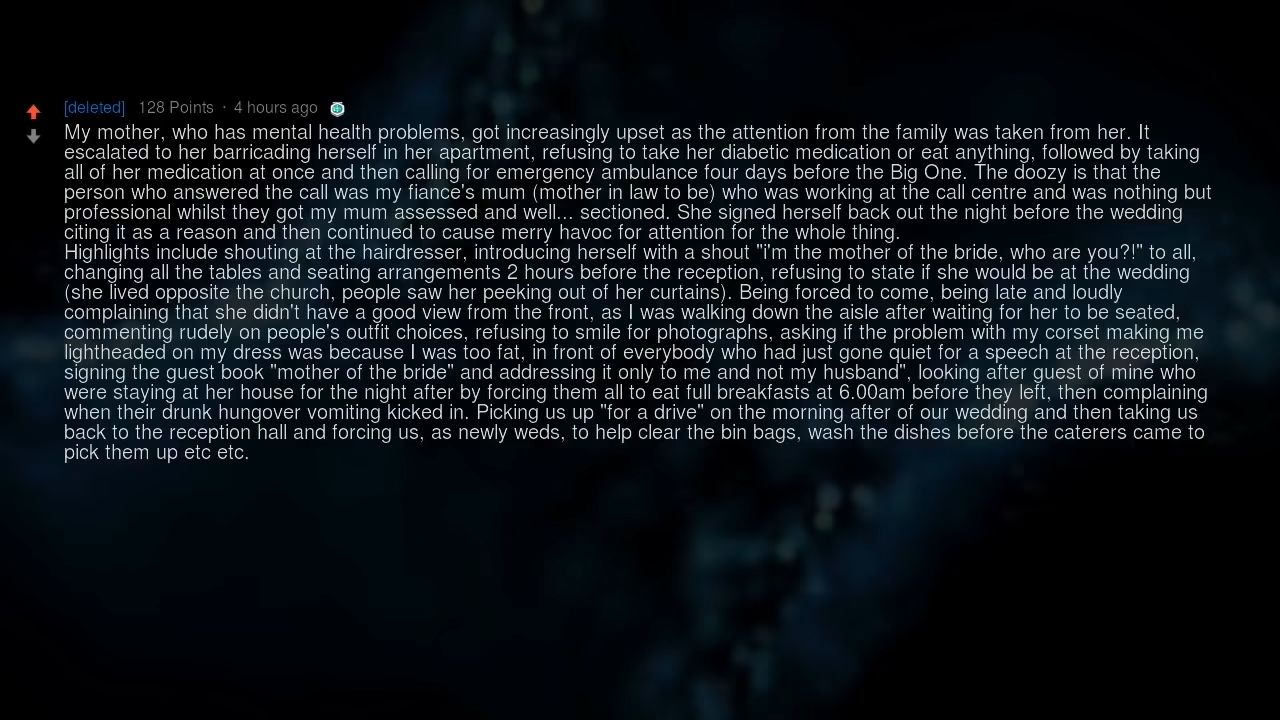 [deleted] 128 Points · 4 hours ago
My mother, who has mental health problems, got increasingly upset as the attention from the family was taken from her. It
escalated to her barricading herself in her apartment, refusing to take her diabetic medication or eat anything, followed by taking
all of her medication at once and then calling for emergency ambulance four days before the Big One. The doozy is that the
person who answered the call was my fiance's mum (mother in law to be) who was working at the call centre and was nothing but
professional whilst they got my mum assessed and well... sectioned. She signed herself back out the night before the wedding
citing it as a reason and then continued to cause merry havoc for attention for the whole thing.
Highlights include shouting at the hairdresser, introducing herself with a shout "i'm the mother of the bride, who are you?!" to all,
changing all the tables and seating arrangements 2 hours before the reception, refusing to state if she would be at the wedding
(she lived opposite the church, people saw her peeking out of her curtains). Being forced to come, being late and loudly
complaining that she didn't have a good view from the front, as I was walking down the aisle after waiting for her to be seated,
commenting rudely on people's outfit choices, refusing to smile for photographs, asking if the problem with my corset making me
lightheaded on my dress was because I was too fat, in front of everybody who had just gone quiet for a speech at the reception,
signing the guest book "mother of the bride" and addressing it only to me and not my husband", looking after guest of mine who
were staying at her house for the night after by forcing them all to eat full breakfasts at 6.00am before they left, then complaining
when their drunk hungover vomiting kicked in. Picking us up "for a drive" on the morning after of our wedding and then taking us
back to the reception hall and forcing us, as newly weds, to help clear the bin bags, wash the dishes before the caterers came to
pick them up etc etc.